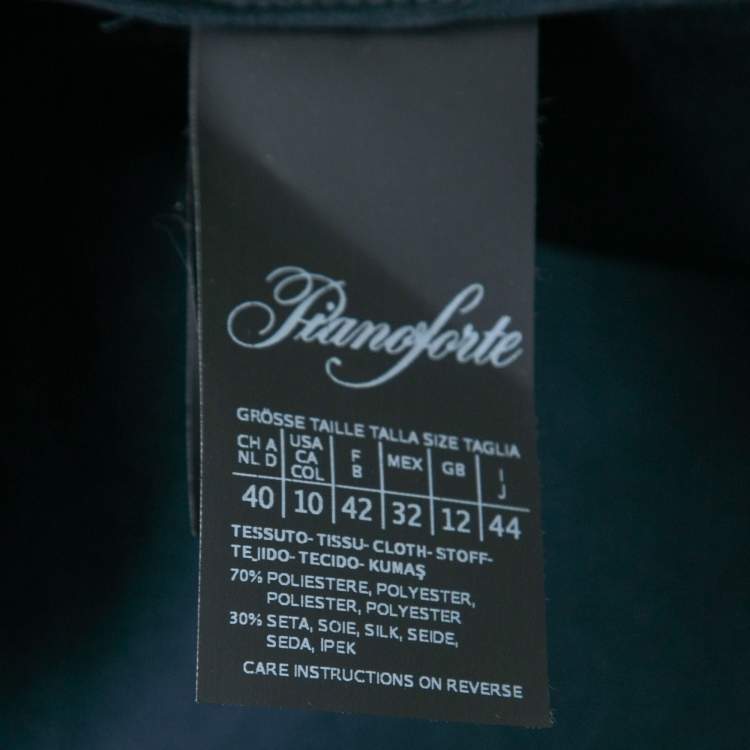 Pianoforte
GRÖSSE TAILLE TALLA SIZE TAGLIA
CH A NL D | USA CA COL | F B | MEX | GB | I J
40 | 10 | 42 | 32 | 12 | 44
TESSUTO- TISSU- CLOTH- STOFF-
TEJIDO- TECIDO- KUMAŞ
70% POLIESTERE, POLYESTER,
POLIESTER, POLYESTER
30% SETA, SOIE, SILK, SEIDE,
SEDA, IPEK
CARE INSTRUCTIONS ON REVERSE